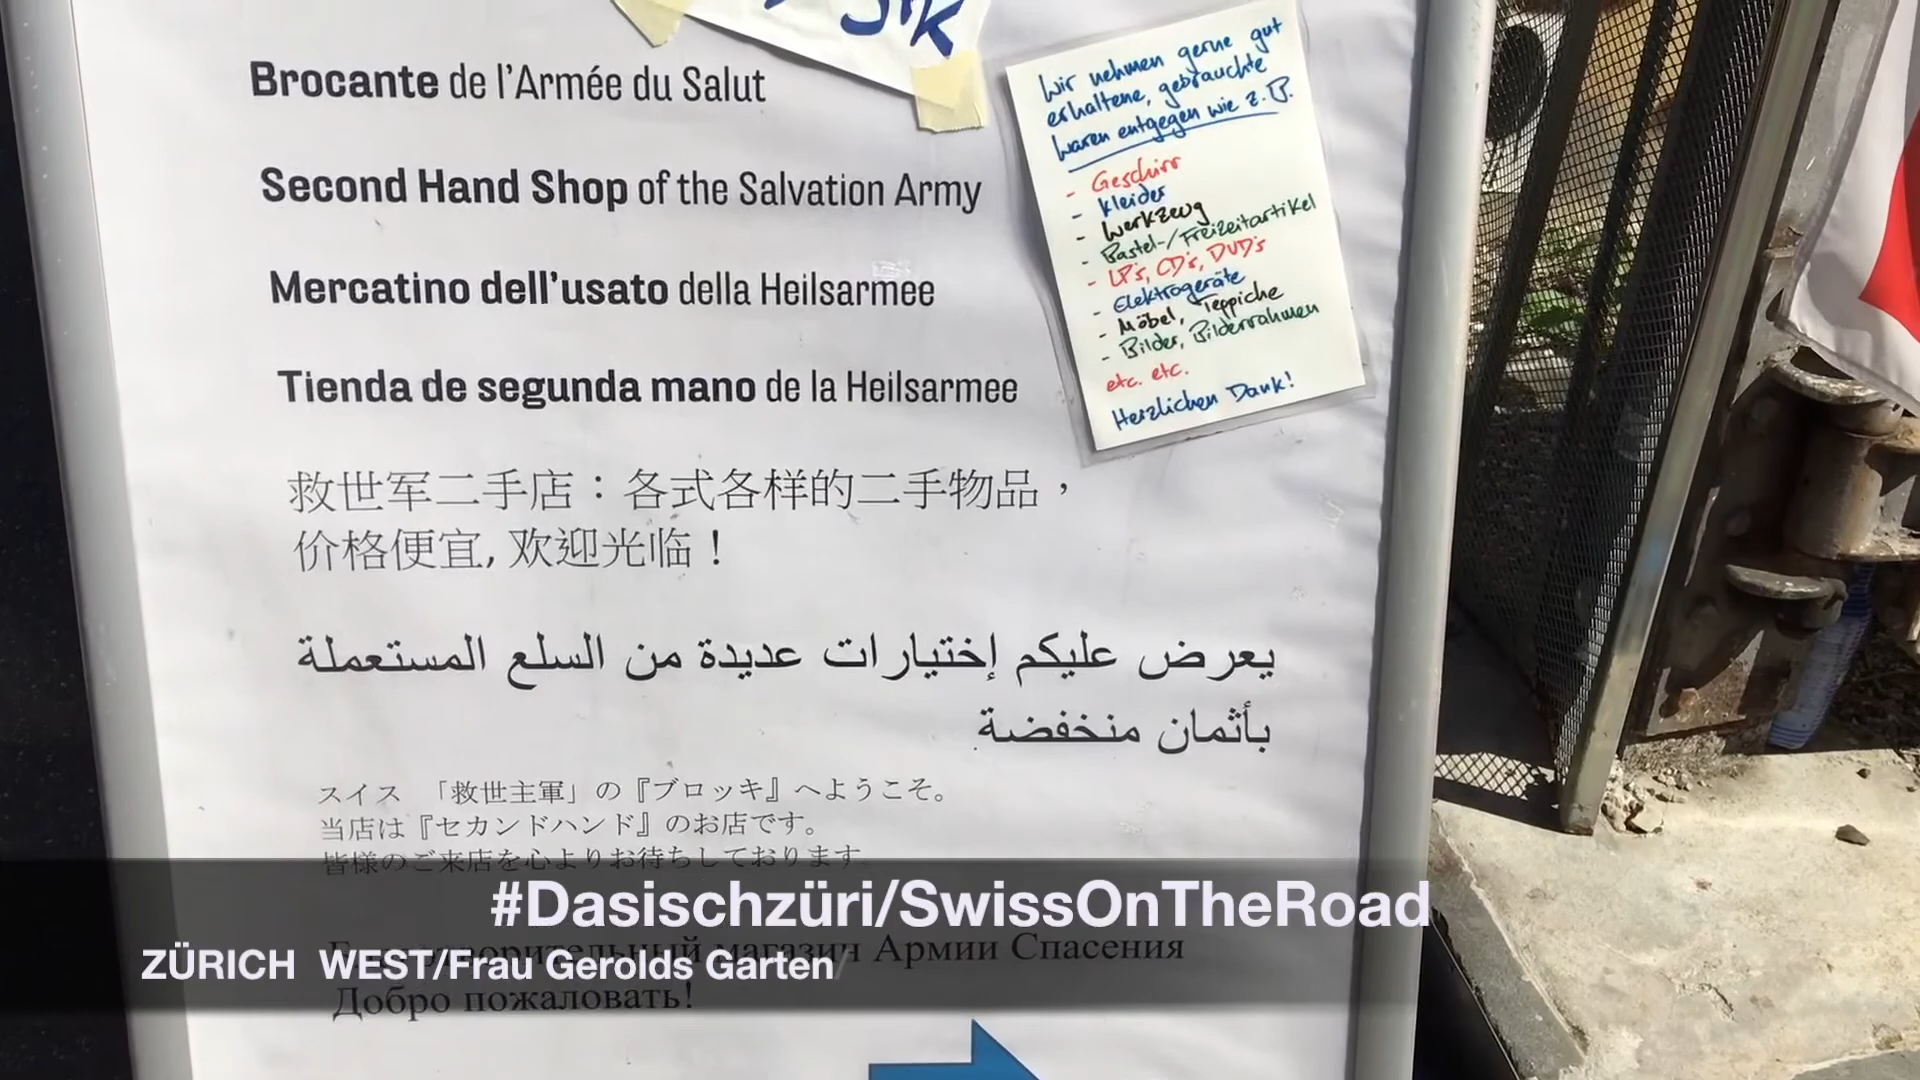 Brocante de l'Armée du Salut
Second Hand Shop of the Salvation Army
Mercatino dell'usato della Heilsarmee
Tienda de segunda mano de la Heilsarmee
救世军二手店：各式各样的二手物品，
价格便宜, 欢迎光临！
يعرض عليكم إختيارات عديدة من السلع المستعملة
بأثمان منخفضة
スイス 「救世主軍」の『ブロッキ』へようこそ。
当店は『セカンドハンド』のお店です。
皆様のご来店を心よりお待ちしております
магазин Армии Спасения
Добро пожаловать!
Wir nehmen gerne gut
erhaltene, gebrauchte
Waren entgegen wie z.B.
- Geschirr
- Kleider
- Werkzeug
- Bastel-/Freizeitartikel
- LP's, CD's, DVD's
- Elektrogeräte
- Möbel, Teppiche
- Bilder, Bilderrahmen
etc. etc.
Herzlichen Dank!
#Dasischzüri/SwissOnTheRoad
ZÜRICH WEST/Frau Gerolds Garten